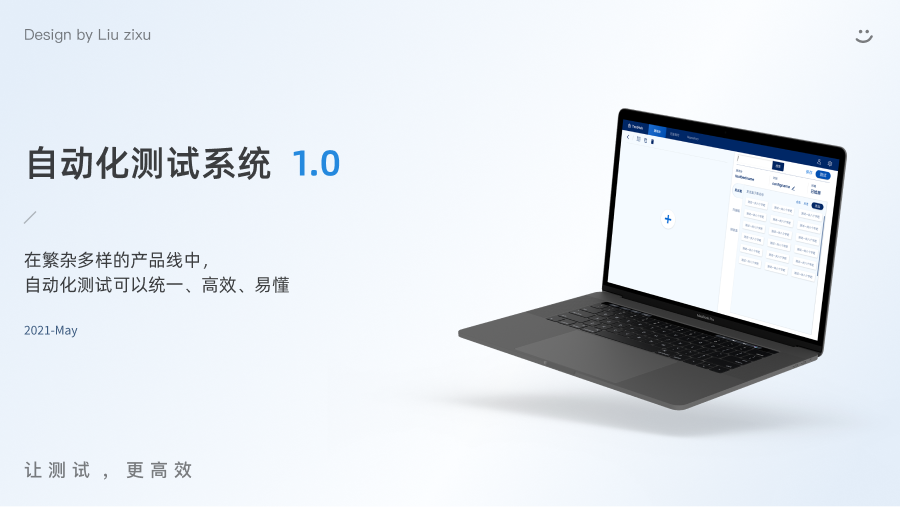 Design by Liu zixu
自动化测试系统 1.0
在繁杂多样的产品线中，
自动化测试可以统一、高效、易懂
2021-May
让测试，更高效